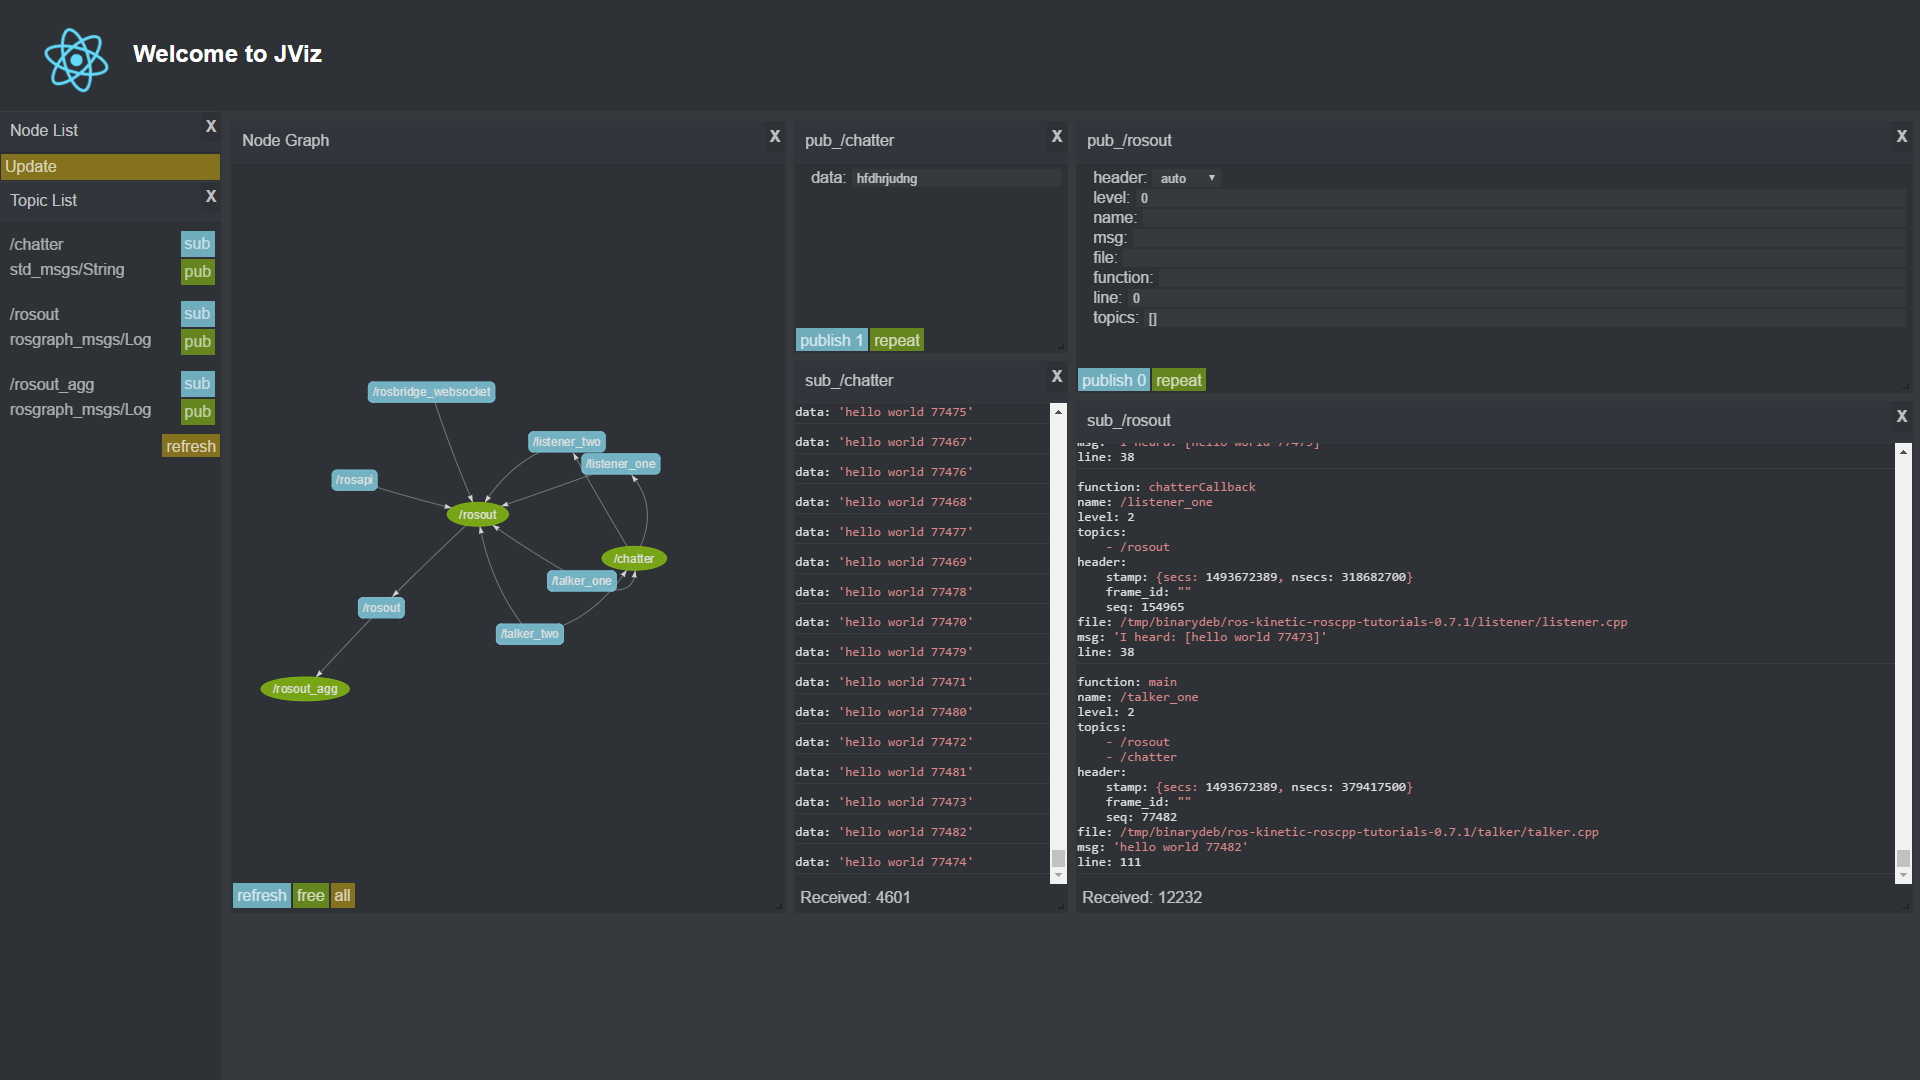 Welcome to JViz
Node List
X
Update
Topic List
X
/chatter
sub
std_msgs/String
pub
/rosout
sub
rosgraph_msgs/Log
pub
/rosout_agg
sub
rosgraph_msgs/Log
pub
refresh
Node Graph
X
/rosbridge_websocket
/listener_two
/listener_one
/rosapi
/rosout
/chatter
/talker_one
/rosout
/talker_two
/rosout_agg
refresh free all
pub_/chatter
X
data: hfdhrjudng
publish 1 repeat
sub_/chatter
X
data: 'hello world 77475'
data: 'hello world 77467'
data: 'hello world 77476'
data: 'hello world 77468'
data: 'hello world 77477'
data: 'hello world 77469'
data: 'hello world 77478'
data: 'hello world 77470'
data: 'hello world 77479'
data: 'hello world 77471'
data: 'hello world 77480'
data: 'hello world 77472'
data: 'hello world 77481'
data: 'hello world 77473'
data: 'hello world 77482'
data: 'hello world 77474'
Received: 4601
pub_/rosout
X
header: auto
level: 0
name:
msg:
file:
function:
line: 0
topics: []
publish 0 repeat
sub_/rosout
X
msg: 'I heard: [hello world 77473]'
line: 38
function: chatterCallback
name: /listener_one
level: 2
topics:
- /rosout
header:
stamp: {secs: 1493672389, nsecs: 318682700}
frame_id: ""
seq: 154965
file: /tmp/binarydeb/ros-kinetic-roscpp-tutorials-0.7.1/listener/listener.cpp
msg: 'I heard: [hello world 77473]'
line: 38
function: main
name: /talker_one
level: 2
topics:
- /rosout
- /chatter
header:
stamp: {secs: 1493672389, nsecs: 379417500}
frame_id: ""
seq: 77482
file: /tmp/binarydeb/ros-kinetic-roscpp-tutorials-0.7.1/talker/talker.cpp
msg: 'hello world 77482'
line: 111
Received: 12232